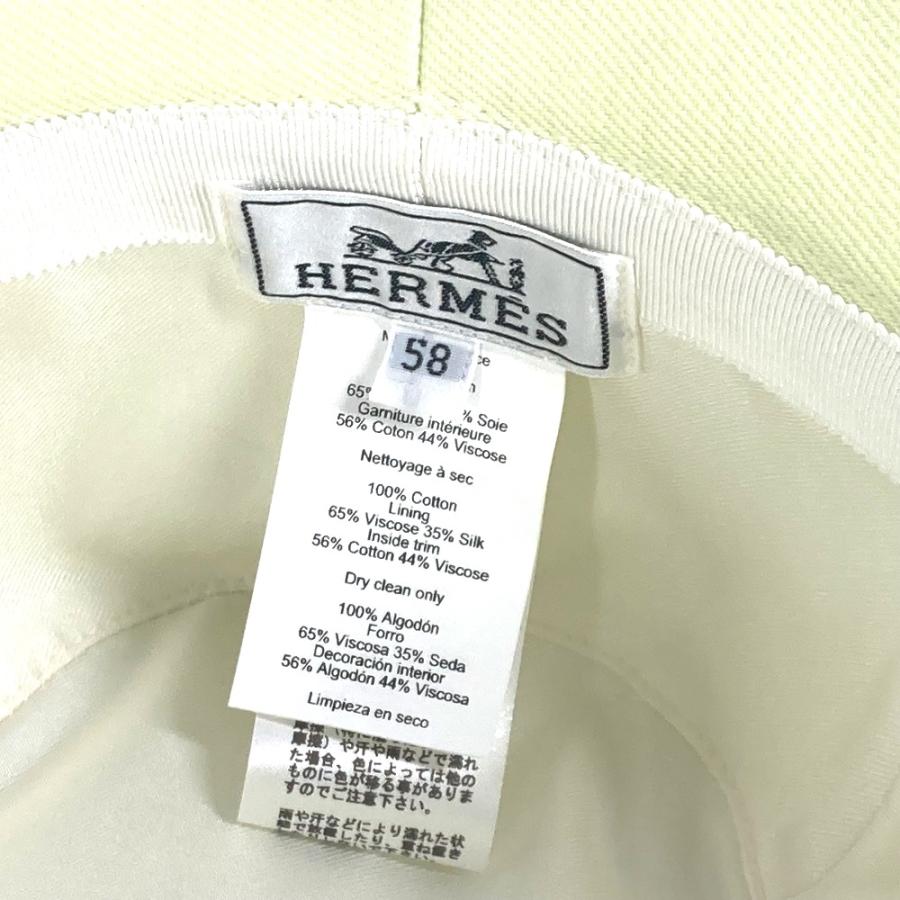 HERMES
58
ce
65%
% Soie
Garniture intérieure
56% Coton 44% Viscose
Nettoyage à sec
100% Cotton
Lining
65% Viscose 35% Silk
Inside trim
56% Cotton 44% Viscose
Dry clean only
100% Algodón
Forro
65% Viscosa 35% Seda
Decoración interior
56% Algodón 44% Viscosa
Limpieza en seco
摩擦）や汗や雨などで濡れ
た場合、色によっては他の
ものに色が移る事がありま
すのでご注意下さい。
雨や汗などにより濡れた状